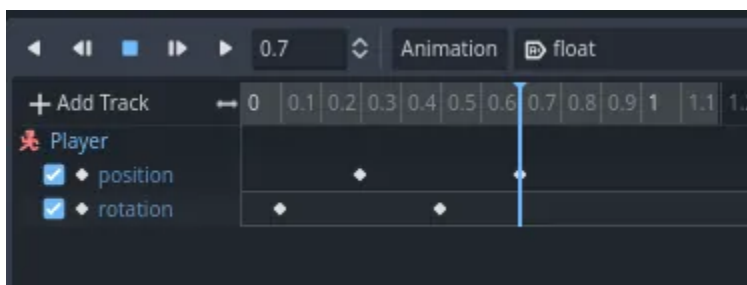 0.7 Animation float
Add Track 0 0.1 0.2 0.3 0.4 0.5 0.6 0.7 0.8 0.9 1 1.1 1.
Player
position
rotation